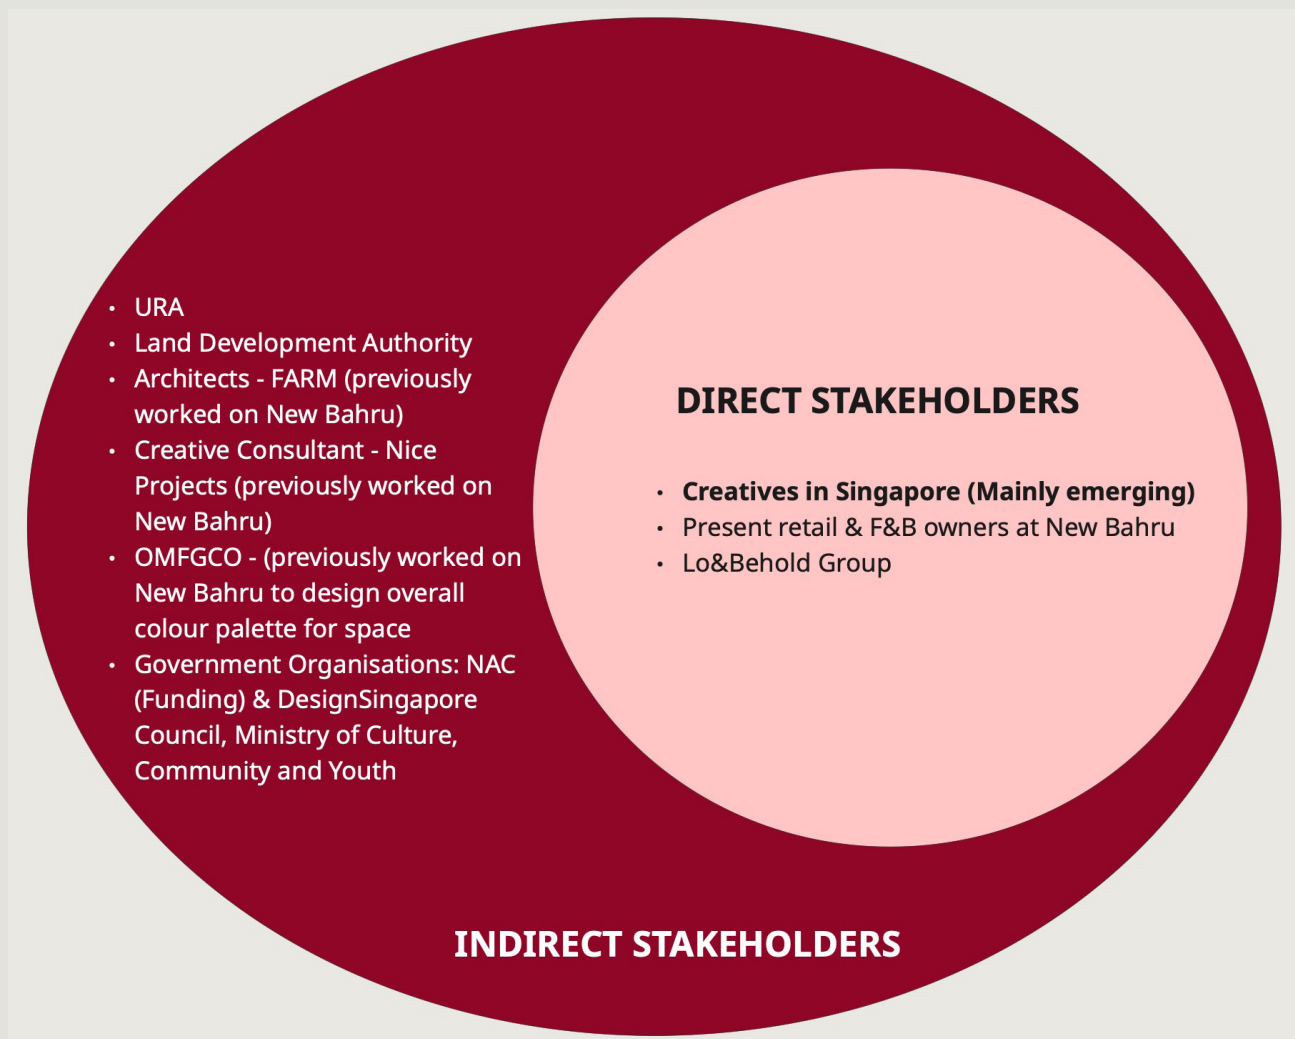 • URA
• Land Development Authority
• Architects - FARM (previously
worked on New Bahru)
• Creative Consultant - Nice
Projects (previously worked on
New Bahru)
• OMFGCO - (previously worked on
New Bahru to design overall
colour palette for space
• Government Organisations: NAC
(Funding) & DesignSingapore
Council, Ministry of Culture,
Community and Youth
DIRECT STAKEHOLDERS
• Creatives in Singapore (Mainly emerging)
• Present retail & F&B owners at New Bahru
• Lo&Behold Group
INDIRECT STAKEHOLDERS